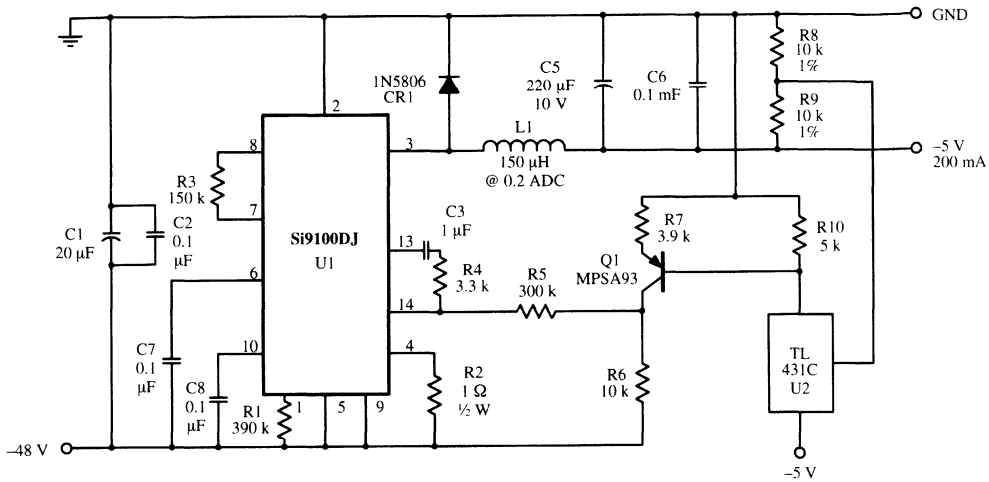 GND
R8
10 k
1%
1N5806
CR1
C5
220 µF
10 V
C6
0.1 mF
2
R9
10 k
1%
L1
150 µH
@ 0.2 ADC
3
–5 V
200 mA
8
R3
150 k
7
Si9100DJ
U1
C1
20 µF
C2
0.1
µF
C3
1 µF
13
R4
3.3 k
R7
3.9 k
R10
5 k
Q1
MPSA93
6
14
R5
300 k
C7
0.1
µF
10
4
C8
0.1
µF
R1
390 k
1
5
9
R2
1 Ω
½ W
R6
10 k
TL
431C
U2
–48 V
–5 V